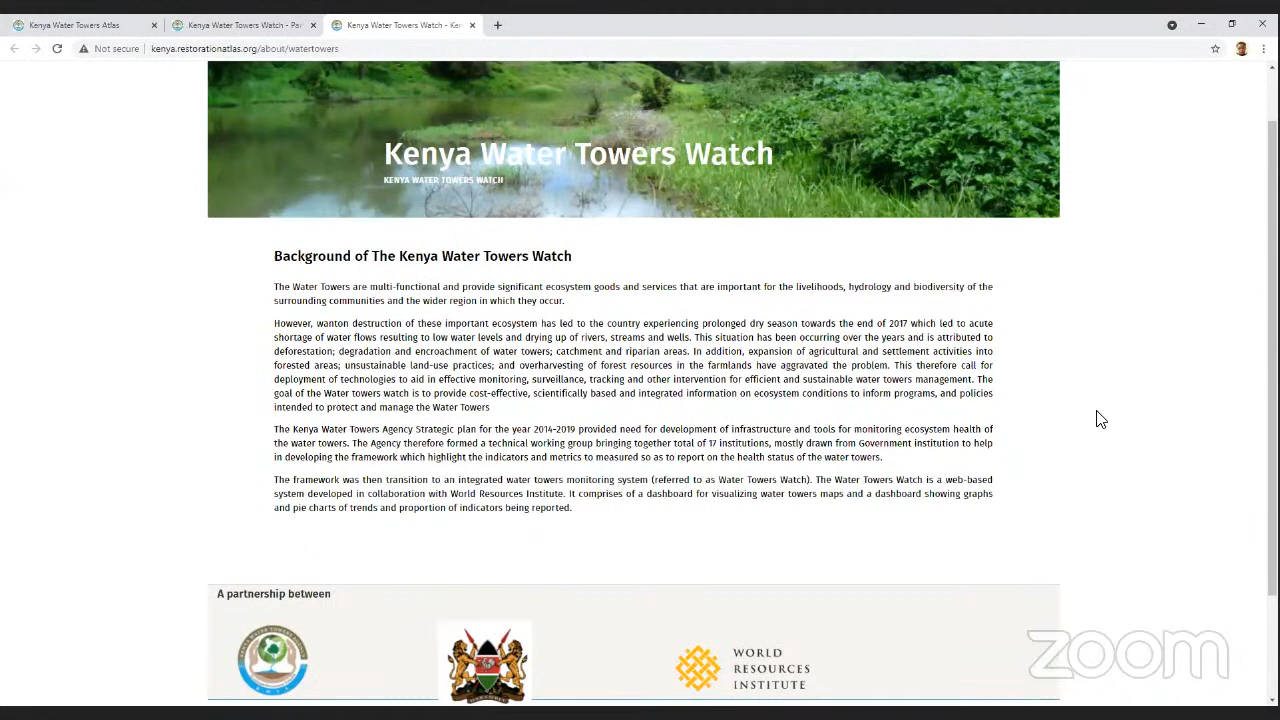 Kenya Water Towers Atlas
Kenya Water Towers Watch - Pa
Kenya Water Towers Watch - Ke
Not secure
kenya.restorationatlas.org/about/watertowers
Kenya Water Towers Watch
KENYA WATER TOWERS WATCH
Background of The Kenya Water Towers Watch
The Water Towers are multi-functional and provide significant ecosystem goods and services that are important for the livelihoods, hydrology and biodiversity of the
surrounding communities and the wider region in which they occur.
However, wanton destruction of these important ecosystem has led to the country experiencing prolonged dry season towards the end of 2017 which led to acute
shortage of water flows resulting to low water levels and drying up of rivers, streams and wells. This situation has been occurring over the years and is attributed to
deforestation; degradation and encroachment of water towers; catchment and riparian areas. In addition, expansion of agricultural and settlement activities into
forested areas; unsustainable land-use practices; and overharvesting of forest resources in the farmlands have aggravated the problem. This therefore call for
deployment of technologies to aid in effective monitoring, surveillance, tracking and other intervention for efficient and sustainable water towers management. The
goal of the Water towers watch is to provide cost-effective, scientifically based and integrated information on ecosystem conditions to inform programs, and policies
intended to protect and manage the Water Towers
The Kenya Water Towers Agency Strategic plan for the year 2014-2019 provided need for development of infrastructure and tools for monitoring ecosystem health of
the water towers. The Agency therefore formed a technical working group bringing together total of 17 institutions, mostly drawn from Government institution to help
in developing the framework which highlight the indicators and metrics to measured so as to report on the health status of the water towers.
The framework was then transition to an integrated water towers monitoring system (referred to as Water Towers Watch). The Water Towers Watch is a web-based
system developed in collaboration with World Resources Institute. It comprises of a dashboard for visualizing water towers maps and a dashboard showing graphs
and pie charts of trends and proportion of indicators being reported.
A partnership between
WORLD
RESOURCES
INSTITUTE
zoom